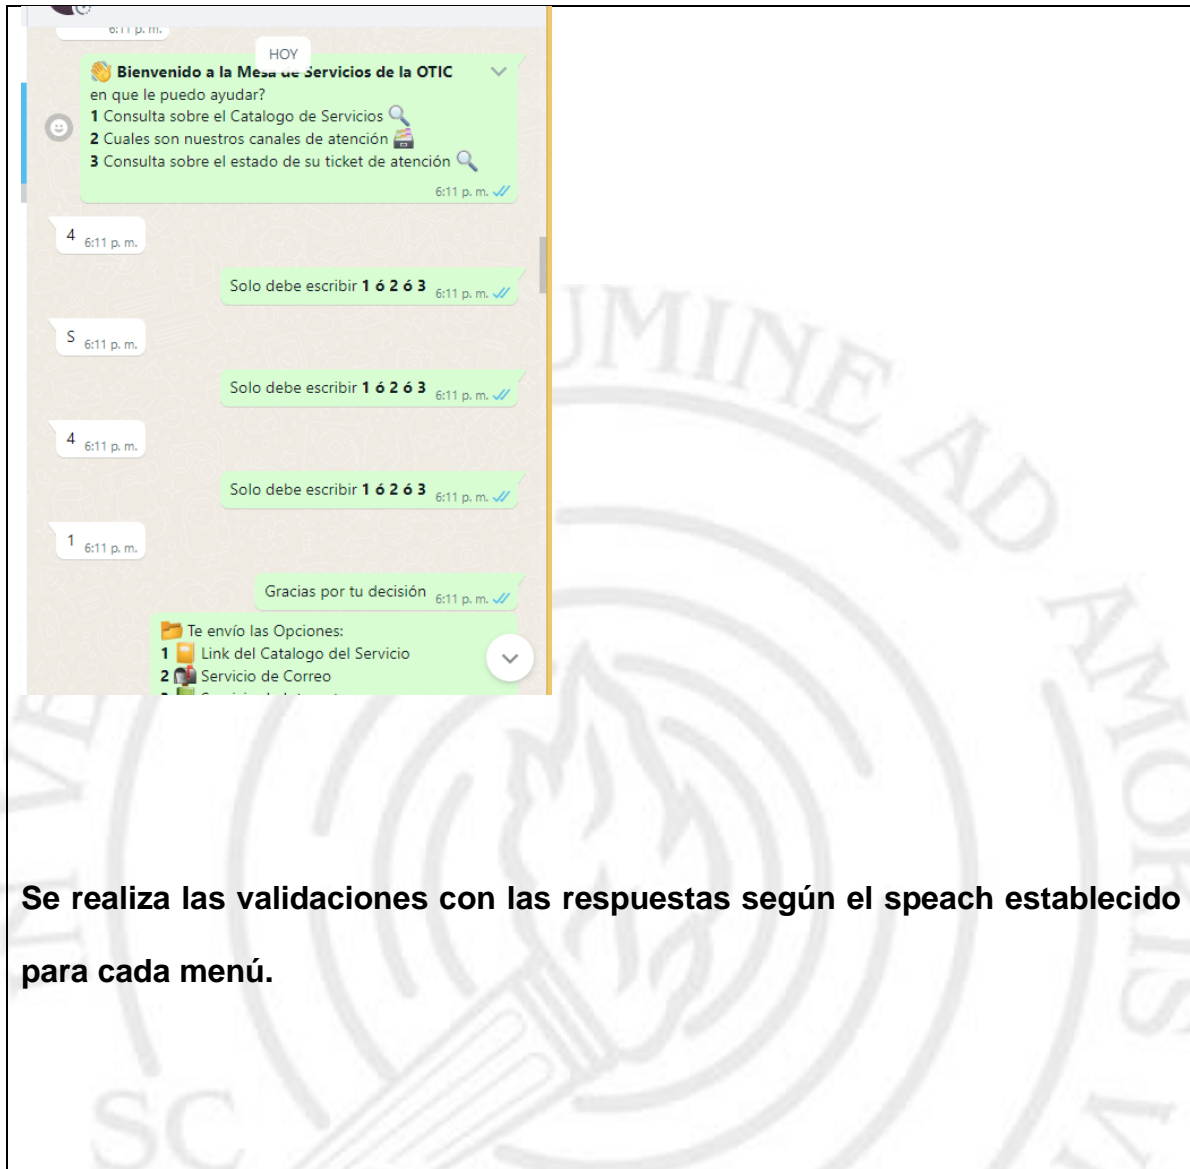 6:11 p. m.
HOY
👋 Bienvenido a la Mesa de Servicios de la OTIC
en que le puedo ayudar?
1 Consulta sobre el Catalogo de Servicios 🔍
2 Cuales son nuestros canales de atención 🗃️
3 Consulta sobre el estado de su ticket de atención 🔍
6:11 p. m.
4 6:11 p. m.
Solo debe escribir 1 ó 2 ó 3 6:11 p. m.
S 6:11 p. m.
Solo debe escribir 1 ó 2 ó 3 6:11 p. m.
4 6:11 p. m.
Solo debe escribir 1 ó 2 ó 3 6:11 p. m.
1 6:11 p. m.
Gracias por tu decisión 6:11 p. m.
📂 Te envío las Opciones:
1 📒 Link del Catalogo del Servicio
2 📬 Servicio de Correo
Se realiza las validaciones con las respuestas según el speach establecido
para cada menú.
UMINE AD AMORIS